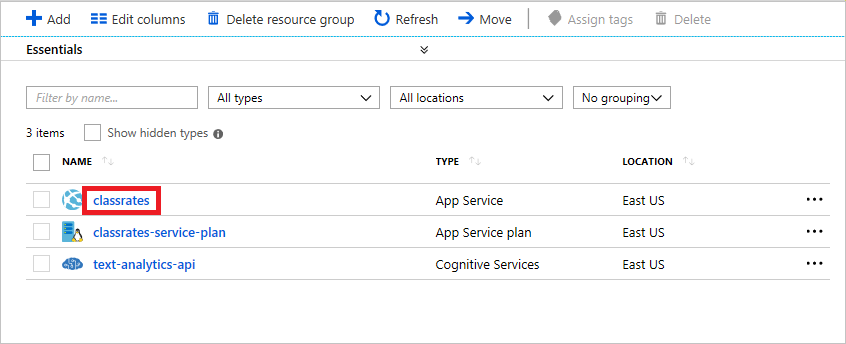 Add Edit columns Delete resource group Refresh Move Assign tags Delete
Essentials
Filter by name... All types All locations No grouping
3 items Show hidden types
NAME TYPE LOCATION
classrates App Service East US
classrates-service-plan App Service plan East US
text-analytics-api Cognitive Services East US